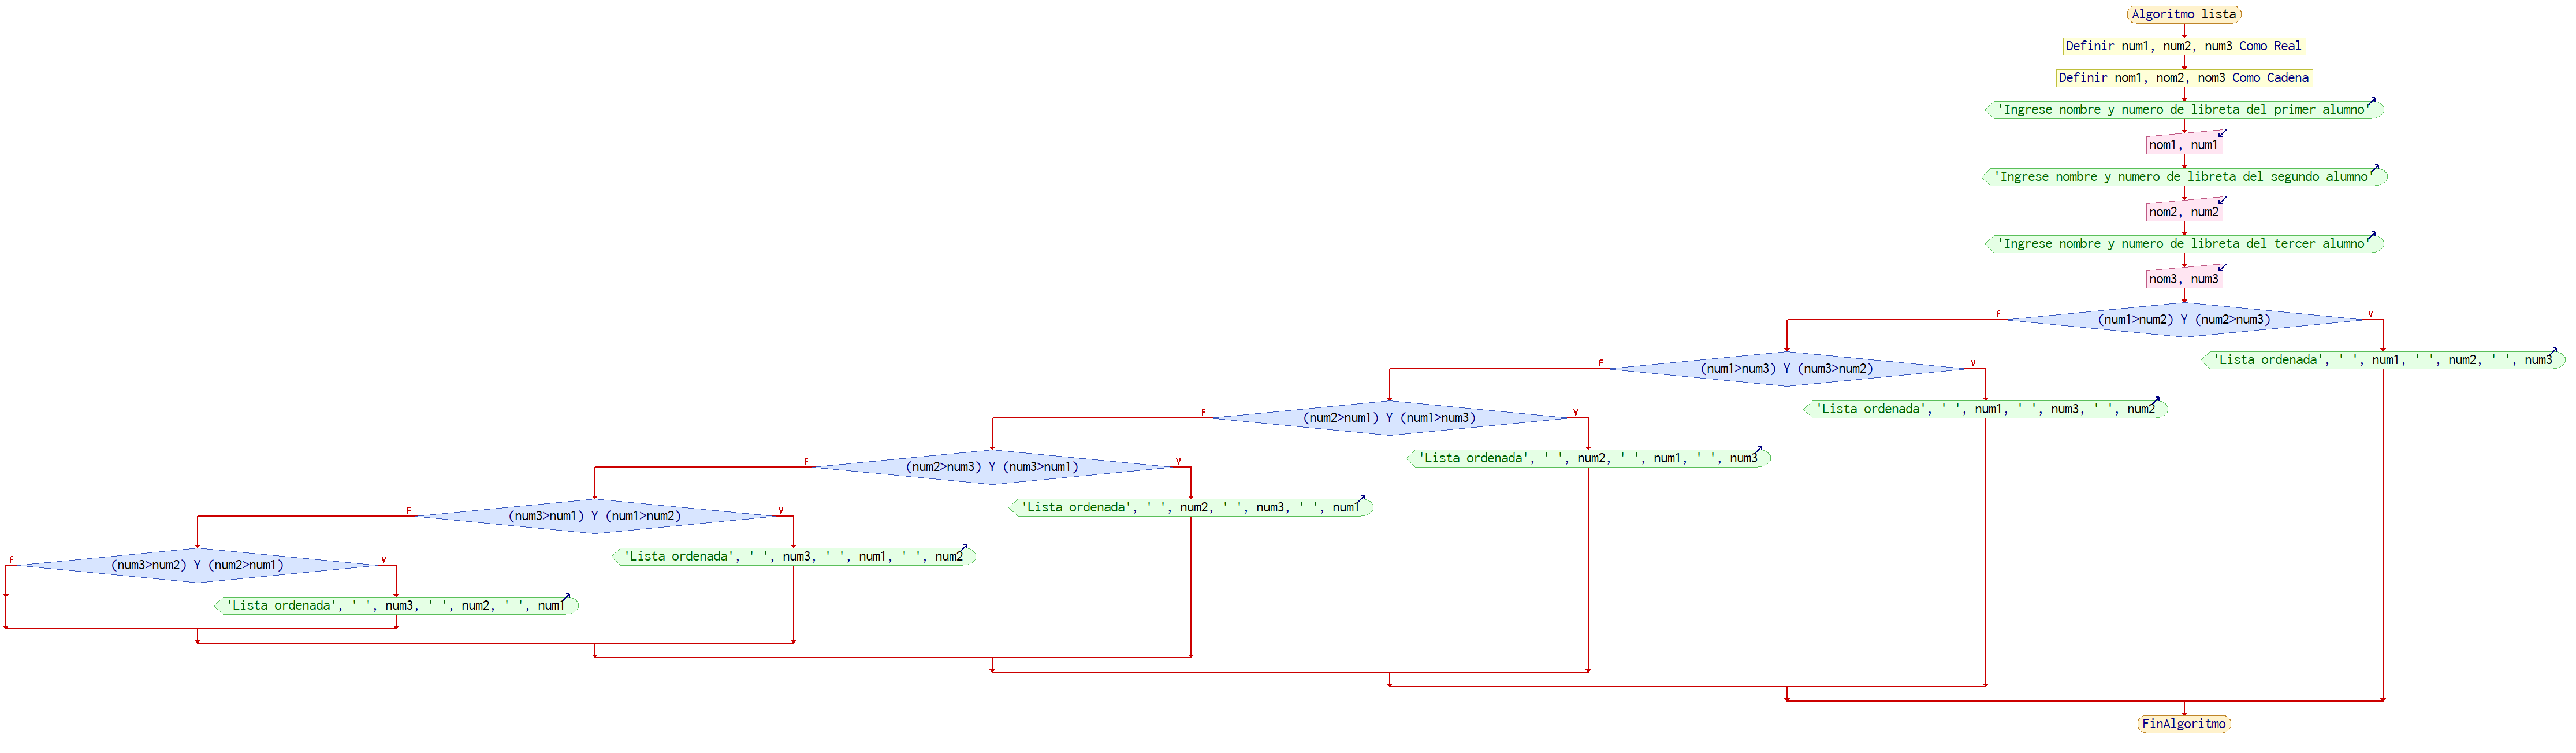 Algoritmo lista
Definir num1, num2, num3 Como Real
Definir nom1, nom2, nom3 Como Cadena
'Ingrese nombre y numero de libreta del primer alumno'
nom1, num1
'Ingrese nombre y numero de libreta del segundo alumno'
nom2, num2
'Ingrese nombre y numero de libreta del tercer alumno'
nom3, num3
(num1>num2) Y (num2>num3)
F
V
'Lista ordenada', ' ', num1, ' ', num2, ' ', num3
(num1>num3) Y (num3>num2)
F
V
'Lista ordenada', ' ', num1, ' ', num3, ' ', num2
(num2>num1) Y (num1>num3)
F
V
'Lista ordenada', ' ', num2, ' ', num1, ' ', num3
(num2>num3) Y (num3>num1)
F
V
'Lista ordenada', ' ', num2, ' ', num3, ' ', num1
(num3>num1) Y (num1>num2)
F
V
'Lista ordenada', ' ', num3, ' ', num1, ' ', num2
(num3>num2) Y (num2>num1)
F
V
'Lista ordenada', ' ', num3, ' ', num2, ' ', num1
FinAlgoritmo